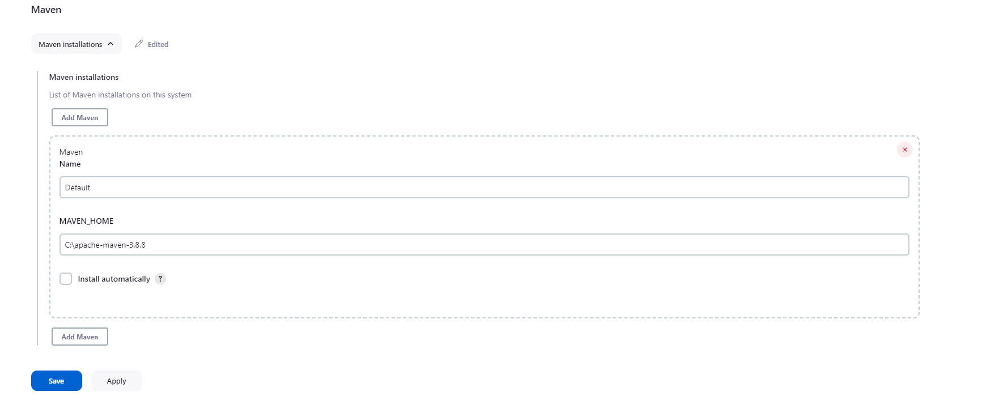 Maven
Maven installations
Edited
Maven installations
List of Maven installations on this system
Add Maven
Maven
Name
Default
MAVEN_HOME
C:\apache-maven-3.8.8
Install automatically ?
Add Maven
Save
Apply